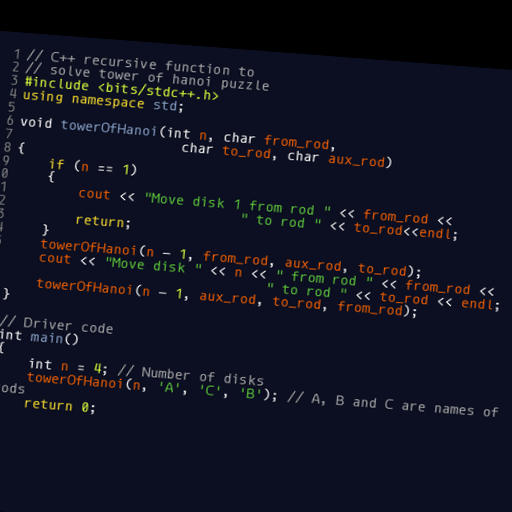 1 // C++ recursive function to
2 // solve tower of hanoi puzzle
3 #include <bits/stdc++.h>
4 using namespace std;
5
6 void towerOfHanoi(int n, char from_rod,
7 char to_rod, char aux_rod)
8 {
9 if (n == 1)
0 {
1 cout << "Move disk 1 from rod " << from_rod <<
2 " to rod " << to_rod<<endl;
3 return;
4 }
5 towerOfHanoi(n - 1, from_rod, aux_rod, to_rod);
cout << "Move disk " << n << " from rod " << from_rod <<
" to rod " << to_rod << endl;
towerOfHanoi(n - 1, aux_rod, to_rod, from_rod);
}
// Driver code
int main()
{
int n = 4; // Number of disks
towerOfHanoi(n, 'A', 'C', 'B'); // A, B and C are names of
ods
return 0;